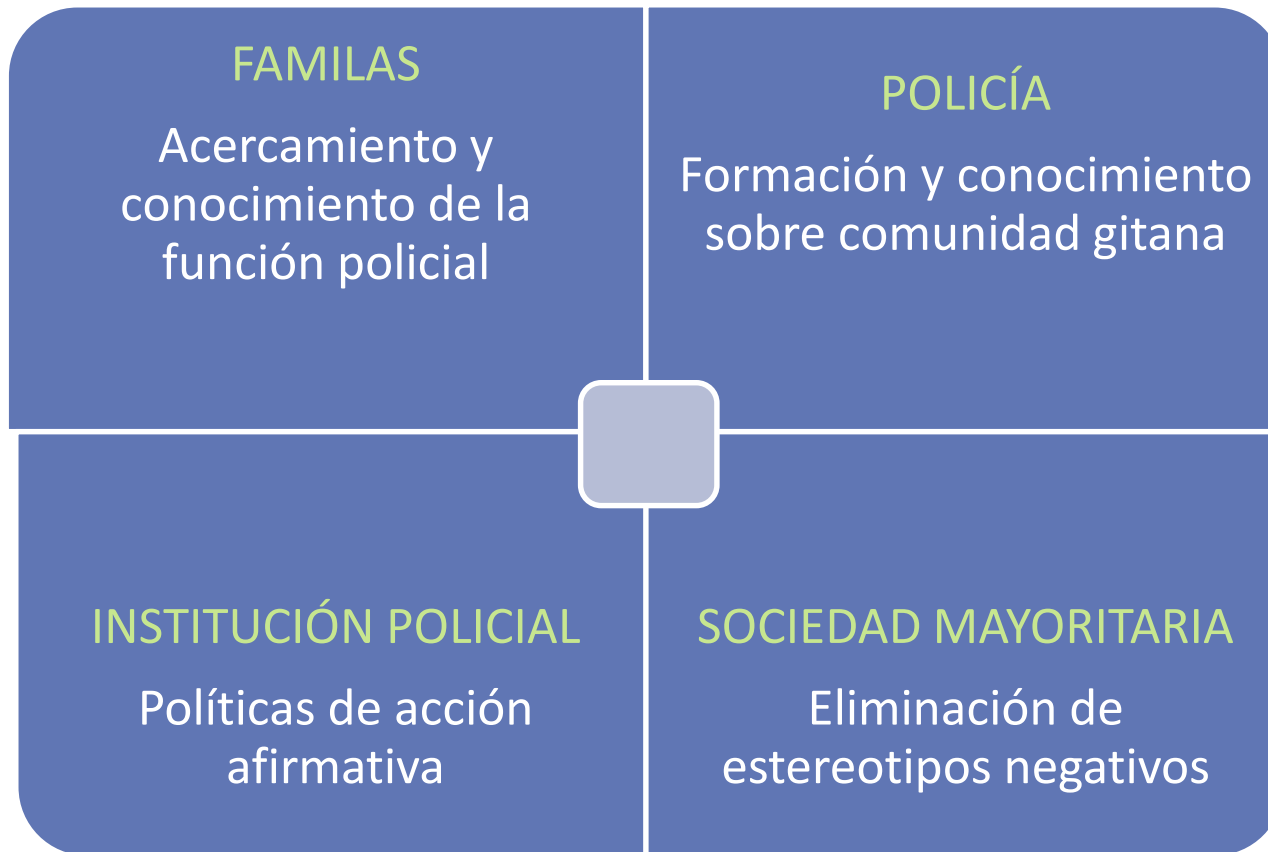 FAMILAS
Acercamiento y
conocimiento de la
función policial
POLICÍA
Formación y conocimiento
sobre comunidad gitana
INSTITUCIÓN POLICIAL
Políticas de acción
afirmativa
SOCIEDAD MAYORITARIA
Eliminación de
estereotipos negativos